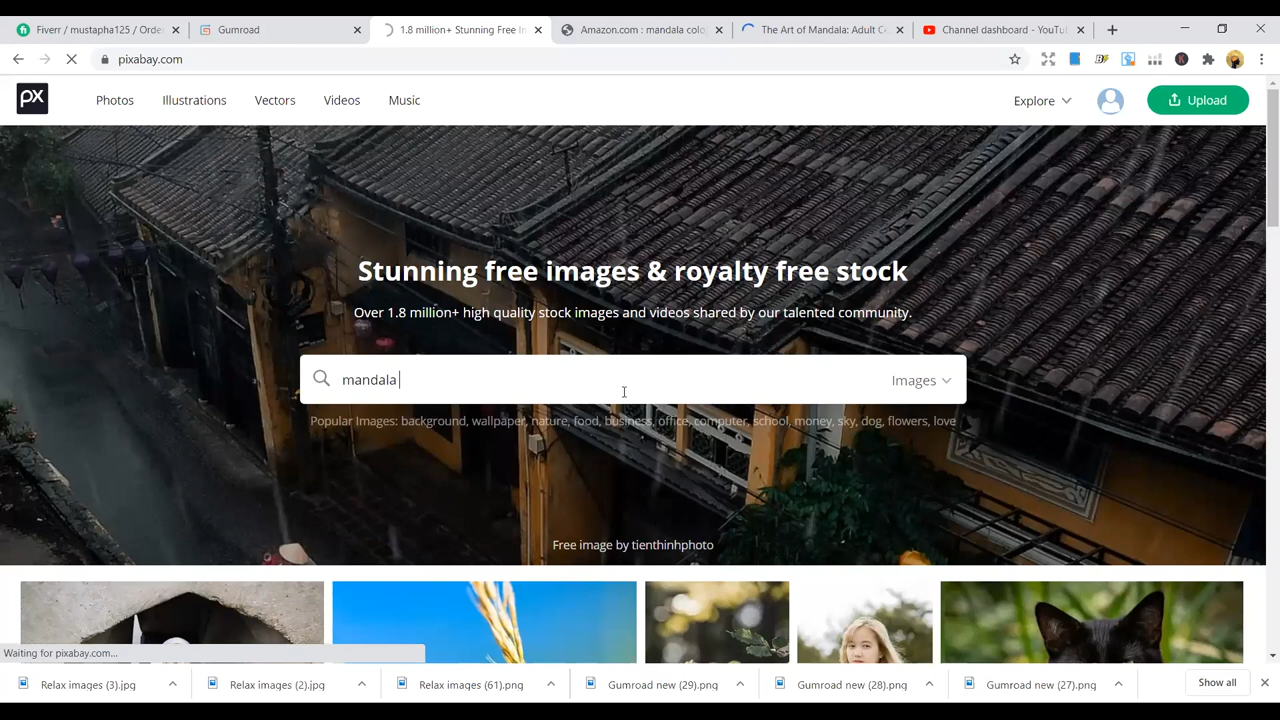 Fiverr / mustapha125 / Orde
Gumroad
1.8 million+ Stunning Free In
Amazon.com : mandala colo
The Art of Mandala: Adult Co
Channel dashboard - YouTu
pixabay.com
px
Photos
Illustrations
Vectors
Videos
Music
Explore
Upload
Stunning free images & royalty free stock
Over 1.8 million+ high quality stock images and videos shared by our talented community.
mandala
Images
Popular Images: background, wallpaper, nature, food, business, office, computer, school, money, sky, dog, flowers, love
Free image by tienthinhphoto
Waiting for pixabay.com...
Relax images (3).jpg
Relax images (2).jpg
Relax images (61).png
Gumroad new (29).png
Gumroad new (28).png
Gumroad new (27).png
Show all